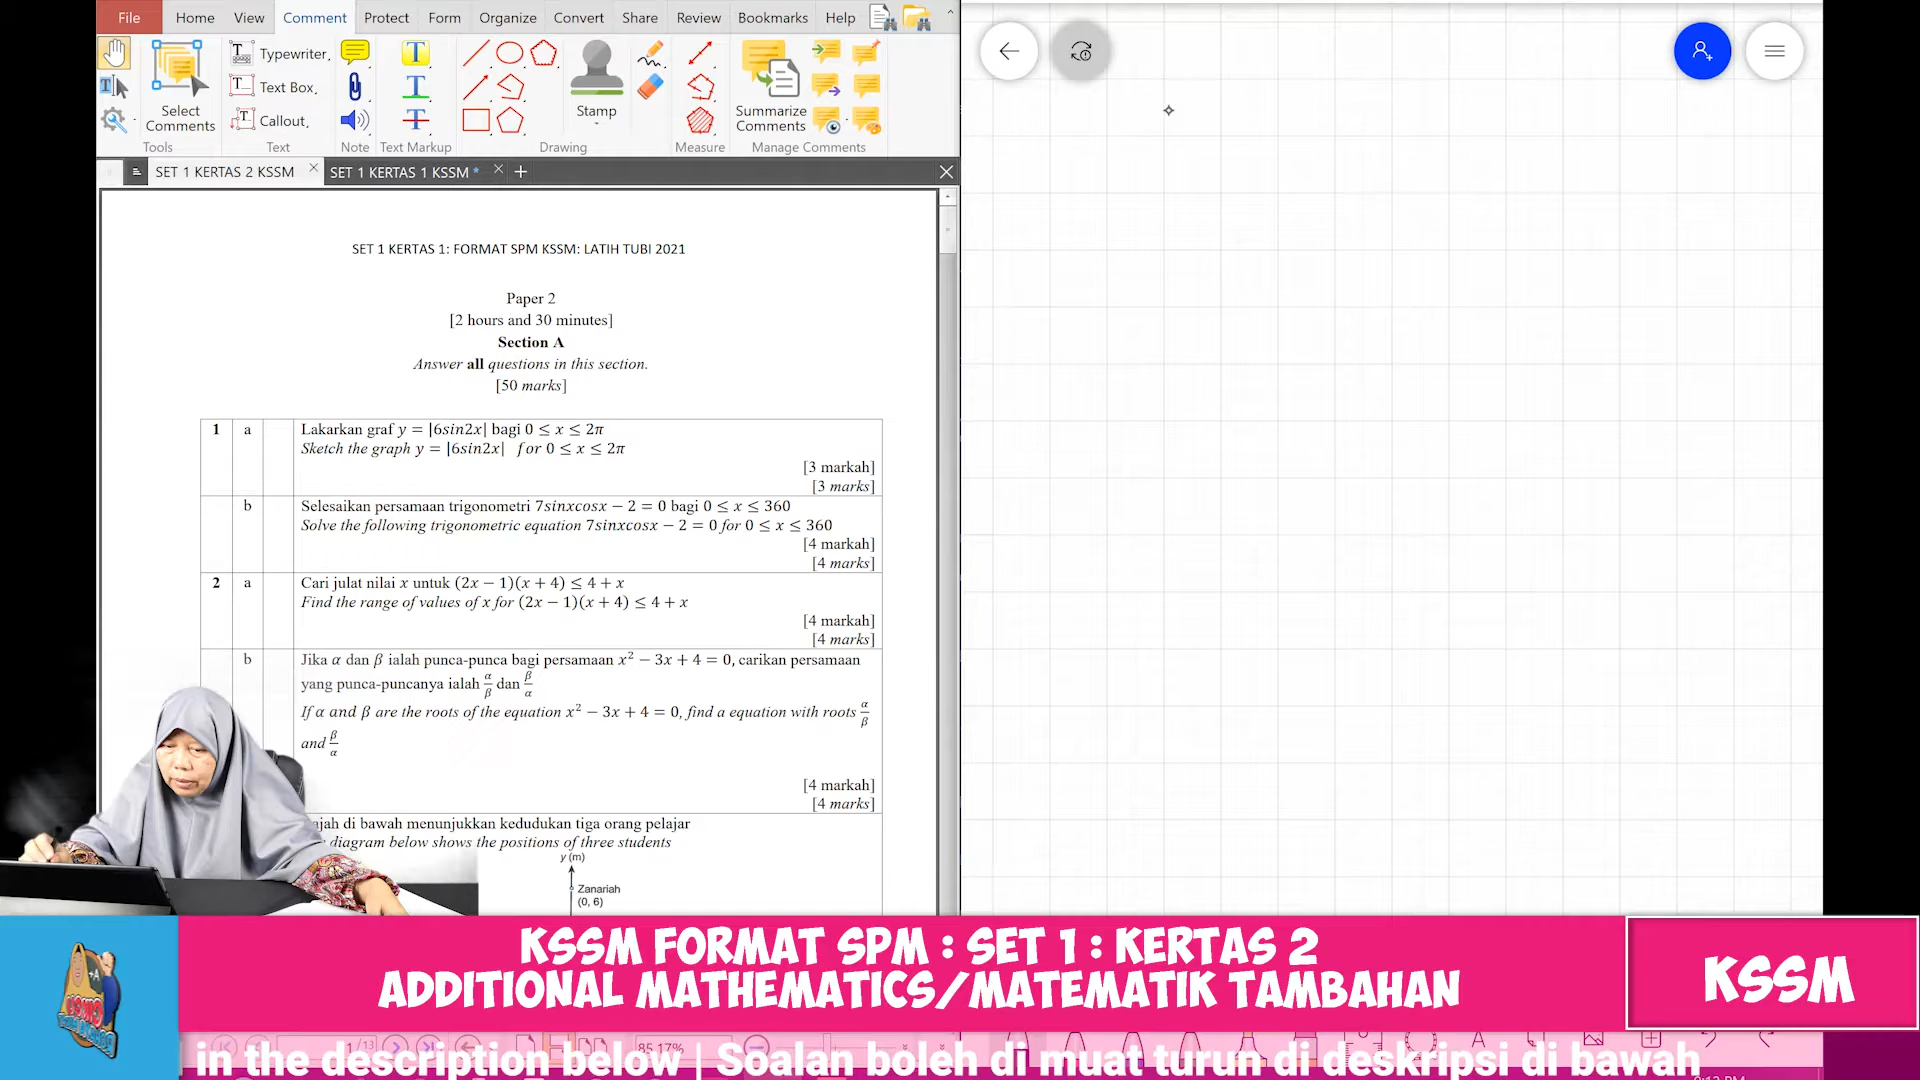 File Home View Comment Protect Form Organize Convert Share Review Bookmarks Help
Typewriter
Text Box
Callout
Select Comments
Stamp
Summarize Comments
Tools Text Note Text Markup Drawing Measure Manage Comments
SET 1 KERTAS 2 KSSM SET 1 KERTAS 1 KSSM *
SET 1 KERTAS 1: FORMAT SPM KSSM: LATIH TUBI 2021
Paper 2
[2 hours and 30 minutes]
Section A
Answer all questions in this section.
[50 marks]
1 a Lakarkan graf y = |6sin2x| bagi 0 ≤ x ≤ 2π
Sketch the graph y = |6sin2x| for 0 ≤ x ≤ 2π
[3 markah]
[3 marks]
b Selesaikan persamaan trigonometri 7sinxcosx − 2 = 0 bagi 0 ≤ x ≤ 360
Solve the following trigonometric equation 7sinxcosx − 2 = 0 for 0 ≤ x ≤ 360
[4 markah]
[4 marks]
2 a Cari julat nilai x untuk (2x − 1)(x + 4) ≤ 4 + x
Find the range of values of x for (2x − 1)(x + 4) ≤ 4 + x
[4 markah]
[4 marks]
b Jika α dan β ialah punca-punca bagi persamaan x² − 3x + 4 = 0, carikan persamaan
yang punca-puncanya ialah α/β dan β/α
If α and β are the roots of the equation x² − 3x + 4 = 0, find a equation with roots α/β
and β/α
[4 markah]
[4 marks]
ajah di bawah menunjukkan kedudukan tiga orang pelajar
diagram below shows the positions of three students
y (m)
Zanariah
(0, 6)
KSSM FORMAT SPM : SET 1 : KERTAS 2
ADDITIONAL MATHEMATICS/MATEMATIK TAMBAHAN
KSSM
85.17%
in the description below | Soalan boleh di muat turun di deskripsi di bawah